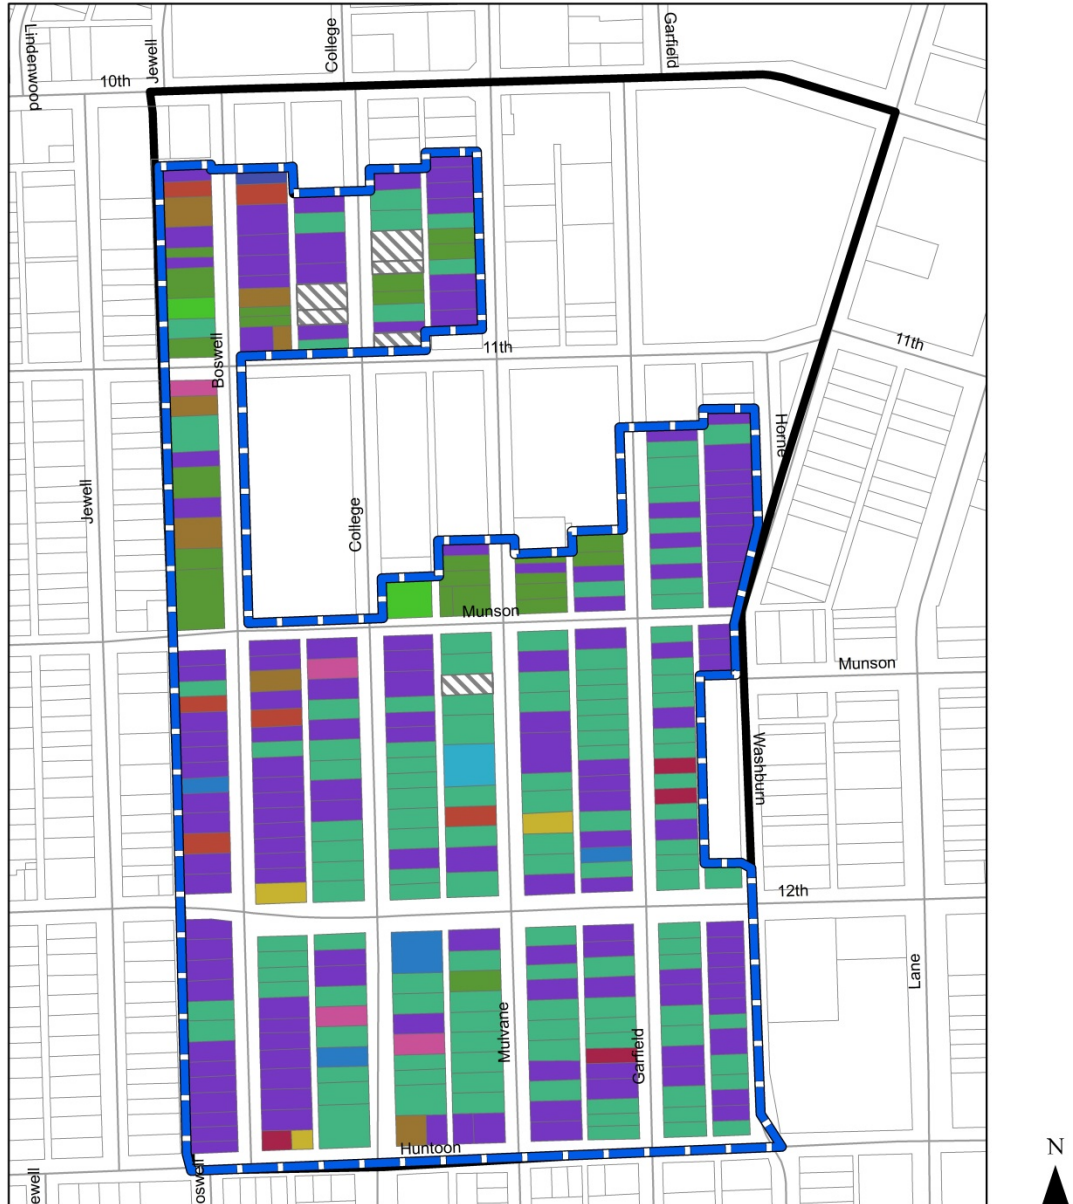 Lindenwood
Jewell
College
Garfield
10th
Boswell
11th
11th
Horne
Jewell
College
Munson
Munson
Washburn
12th
Lane
Mulvane
Garfield
Huntoon
ewell
oswell
N